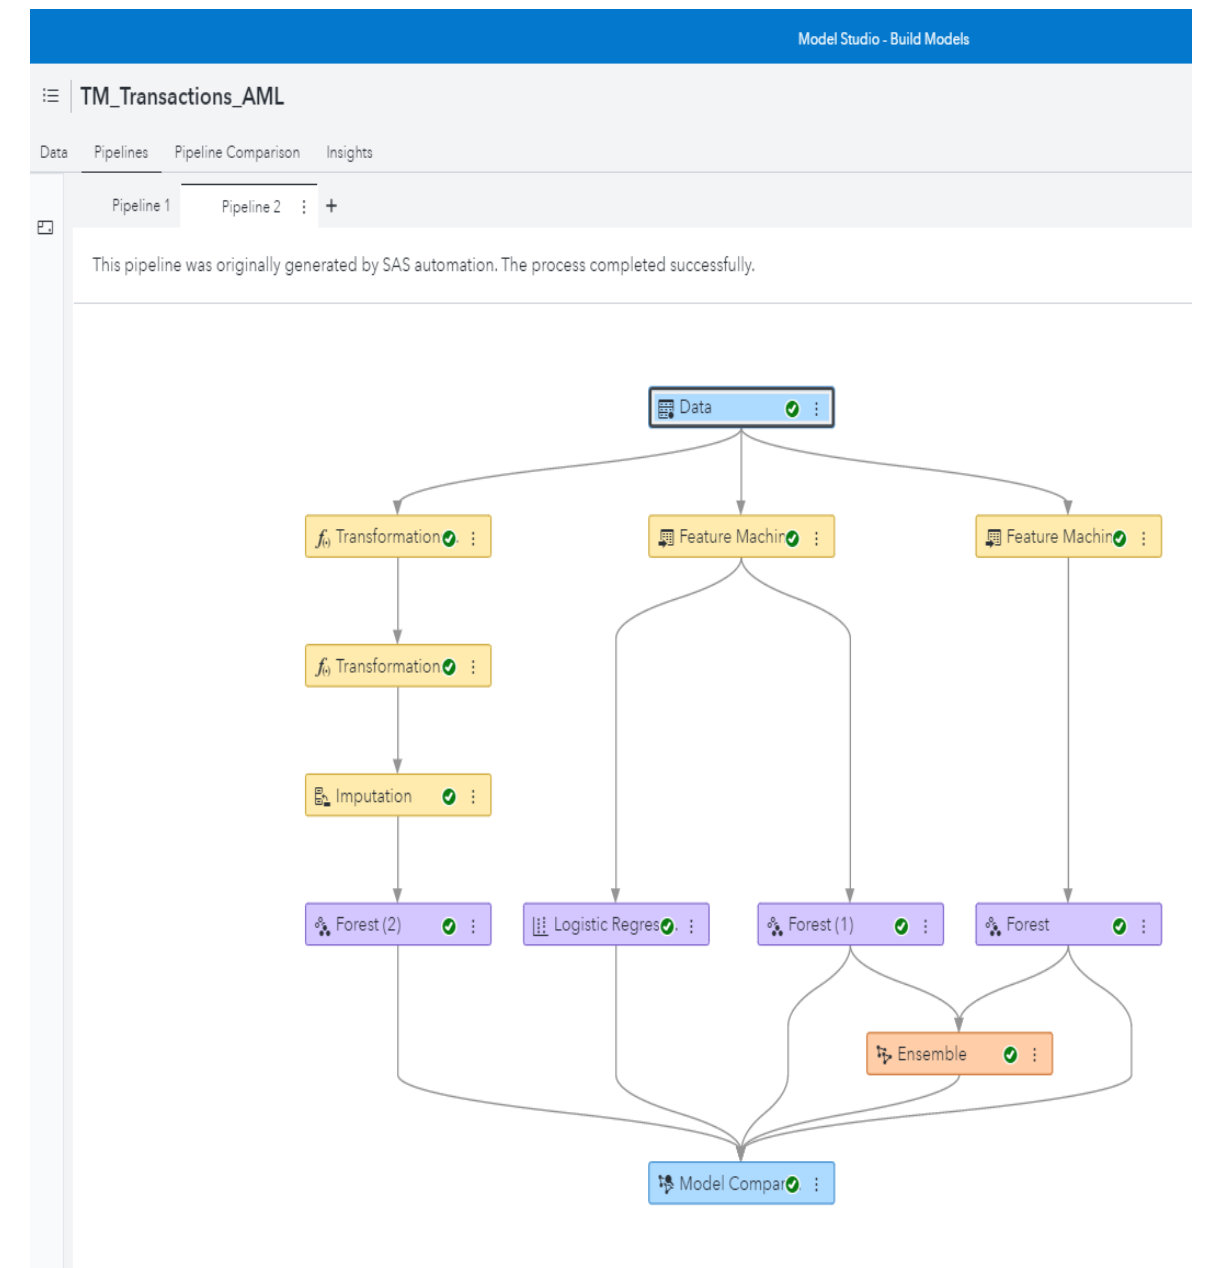 Model Studio - Build Models
TM_Transactions_AML
Data Pipelines Pipeline Comparison Insights
Pipeline 1 Pipeline 2 +
This pipeline was originally generated by SAS automation. The process completed successfully.
Data
Transformation Feature Machin Feature Machin
Transformation
Imputation
Forest (2) Logistic Regres Forest (1) Forest
Ensemble
Model Compar